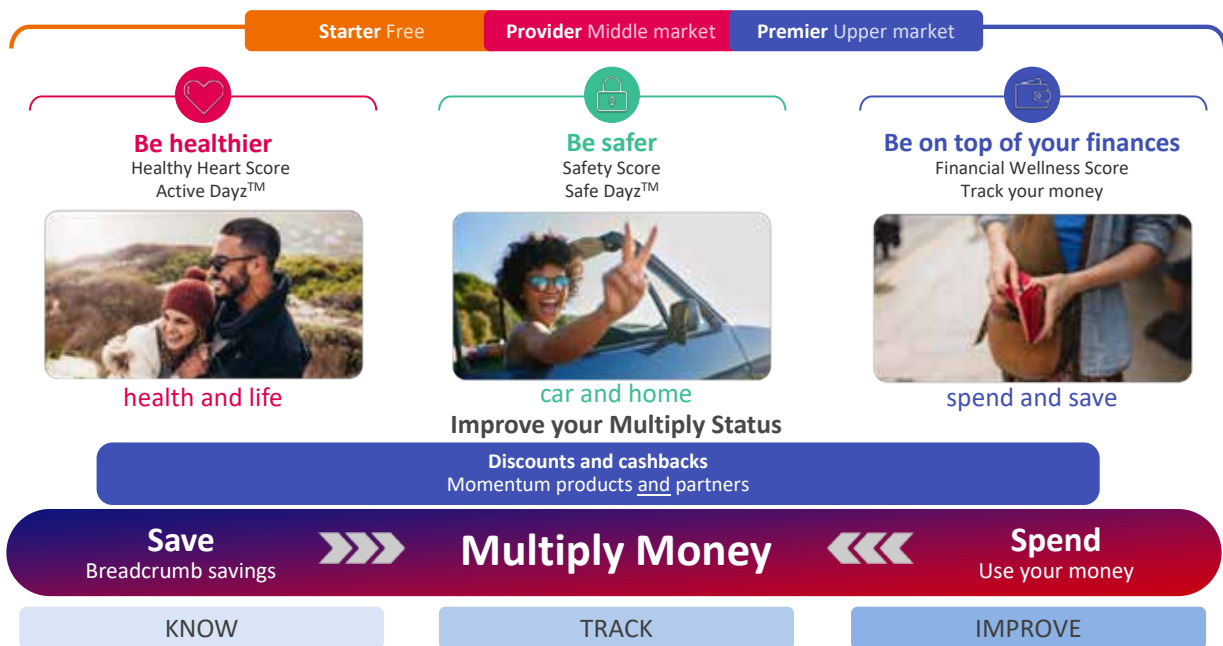 Starter Free
Provider Middle market
Premier Upper market
Be healthier
Healthy Heart Score
Active Dayz™
health and life
Be safer
Safety Score
Safe Dayz™
car and home
Be on top of your finances
Financial Wellness Score
Track your money
spend and save
Improve your Multiply Status
Discounts and cashbacks
Momentum products and partners
Save
Breadcrumb savings
Multiply Money
Spend
Use your money
KNOW
TRACK
IMPROVE